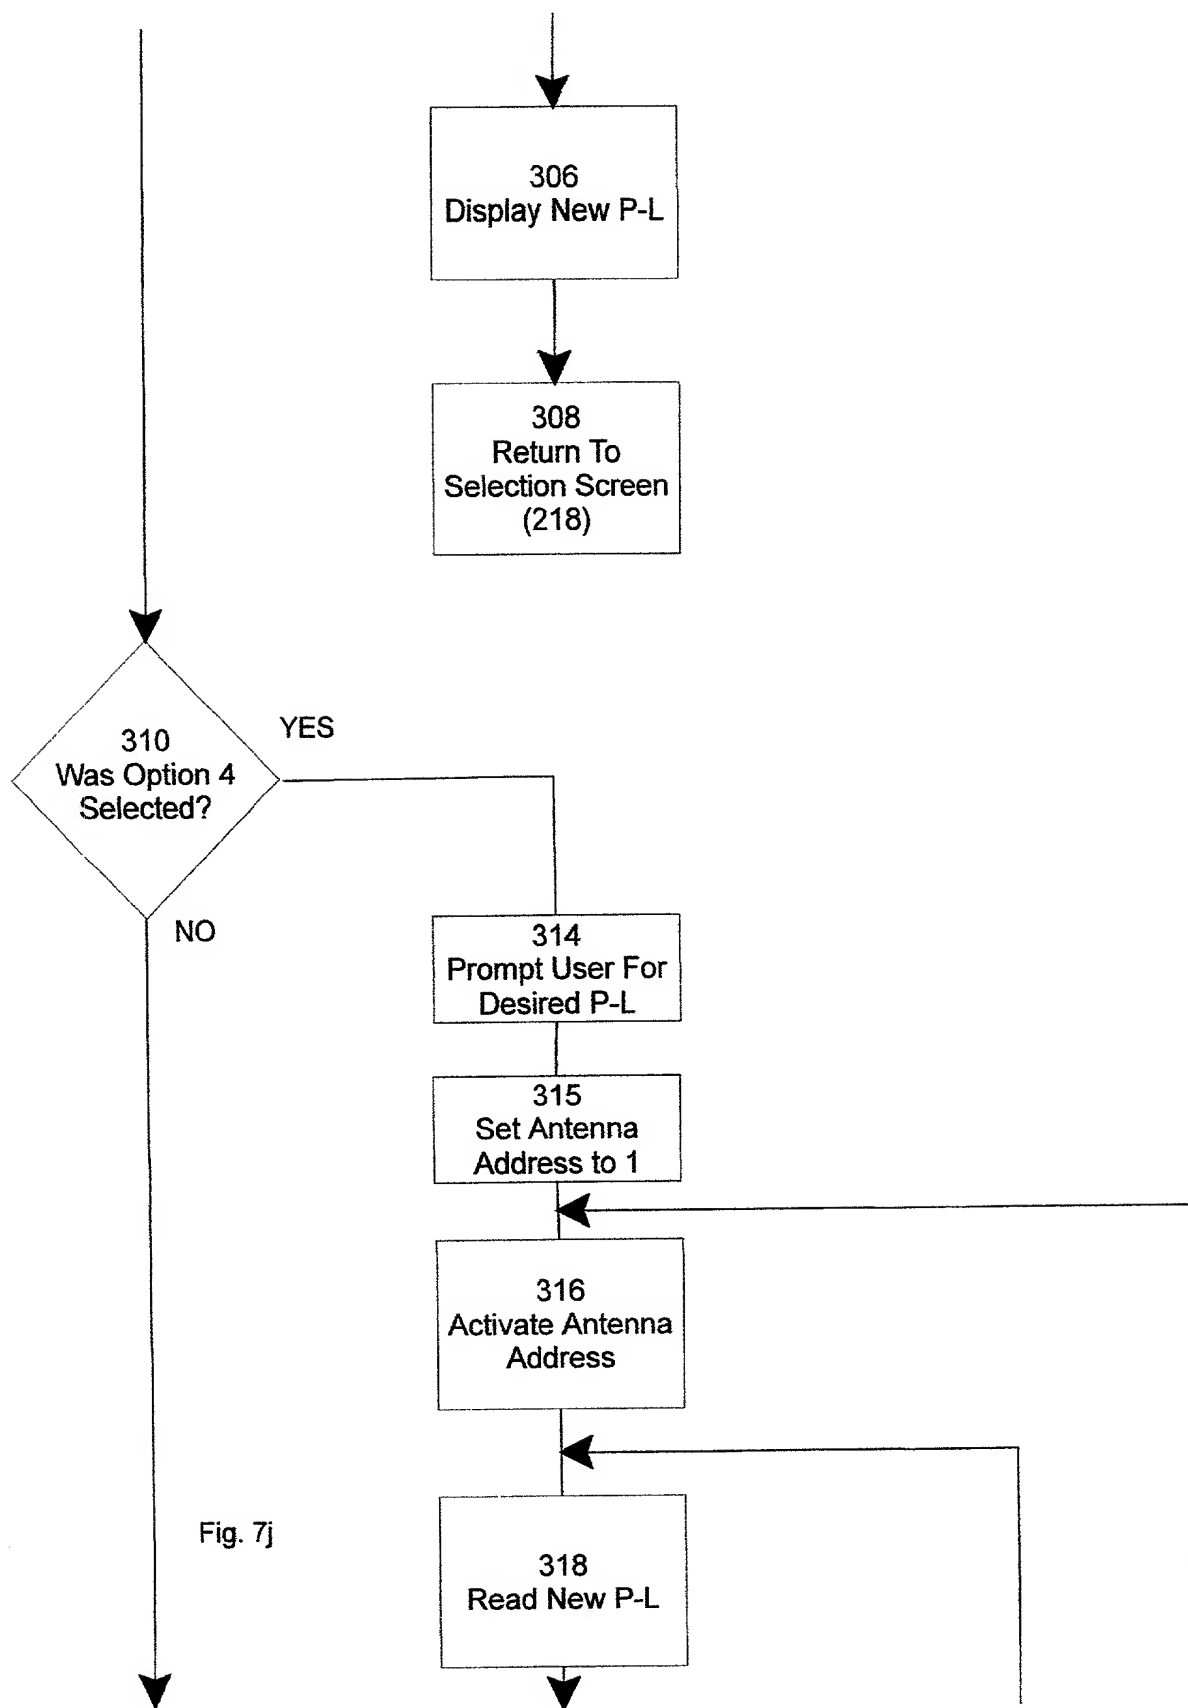 306
Display New P-L
308
Return To
Selection Screen
(218)
310
Was Option 4
Selected?
YES
NO
314
Prompt User For
Desired P-L
315
Set Antenna
Address to 1
316
Activate Antenna
Address
318
Read New P-L
Fig. 7j